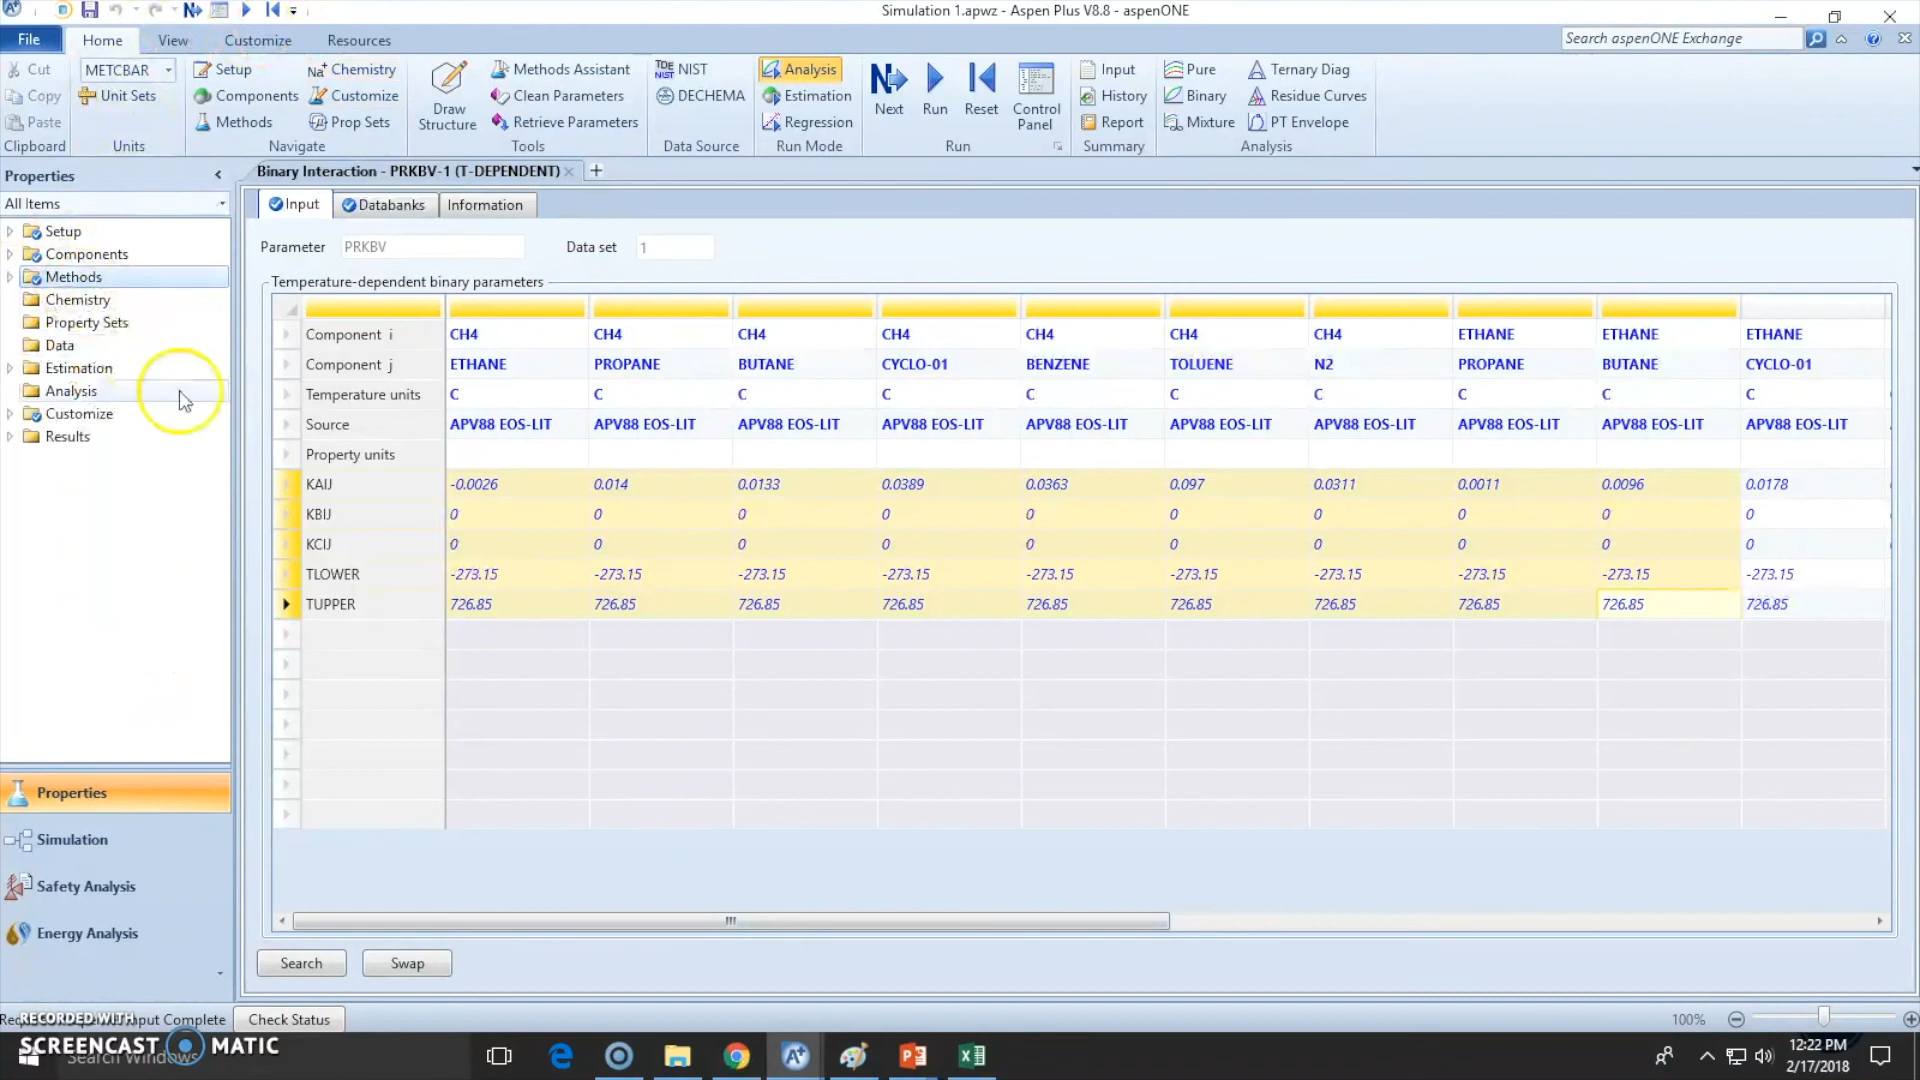 Simulation 1.apwz - Aspen Plus V8.8 - aspenONE
File Home View Customize Resources Search aspenONE Exchange
Cut METCBAR Setup Na+ Chemistry Methods Assistant TDE NIST Analysis Input Pure Ternary Diag
Copy Unit Sets Components Customize Clean Parameters DECHEMA Estimation History Binary Residue Curves
Paste Methods Prop Sets Retrieve Parameters Regression Report Mixture PT Envelope
Draw Structure
Next Run Reset Control Panel
Clipboard Units Navigate Tools Data Source Run Mode Run Summary Analysis
Properties
All Items
Setup
Components
Methods
Chemistry
Property Sets
Data
Estimation
Analysis
Customize
Results
Properties
Simulation
Safety Analysis
Energy Analysis
Binary Interaction - PRKBV-1 (T-DEPENDENT)
Input Databanks Information
Parameter PRKBV Data set 1
Temperature-dependent binary parameters
Component i CH4 CH4 CH4 CH4 CH4 CH4 CH4 ETHANE ETHANE ETHANE
Component j ETHANE PROPANE BUTANE CYCLO-01 BENZENE TOLUENE N2 PROPANE BUTANE CYCLO-01
Temperature units C C C C C C C C C C
Source APV88 EOS-LIT APV88 EOS-LIT APV88 EOS-LIT APV88 EOS-LIT APV88 EOS-LIT APV88 EOS-LIT APV88 EOS-LIT APV88 EOS-LIT APV88 EOS-LIT APV88 EOS-LIT
Property units
KAIJ -0.0026 0.014 0.0133 0.0389 0.0363 0.097 0.0311 0.0011 0.0096 0.0178
KBIJ 0 0 0 0 0 0 0 0 0 0
KCIJ 0 0 0 0 0 0 0 0 0 0
TLOWER -273.15 -273.15 -273.15 -273.15 -273.15 -273.15 -273.15 -273.15 -273.15 -273.15
TUPPER 726.85 726.85 726.85 726.85 726.85 726.85 726.85 726.85 726.85 726.85
Search Swap
Input Complete Check Status 100%
RECORDED WITH
SCREENCAST MATIC
Search Windows
12:22 PM
2/17/2018